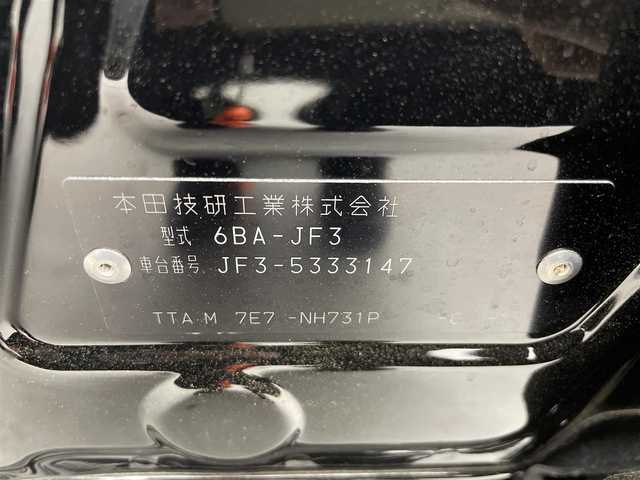 本田技研工業株式会社
型式 6BA-JF3
車台番号 JF3-5333147
TTA M 7E7 -NH731P -C -